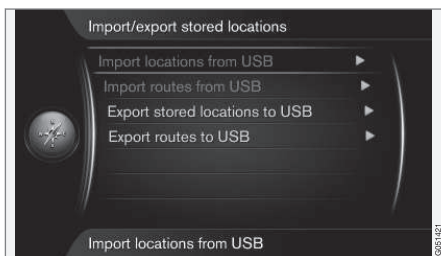 Import/export stored locations
Import locations from USB
Import routes from USB
Export stored locations to USB
Export routes to USB
Import locations from USB
G051421